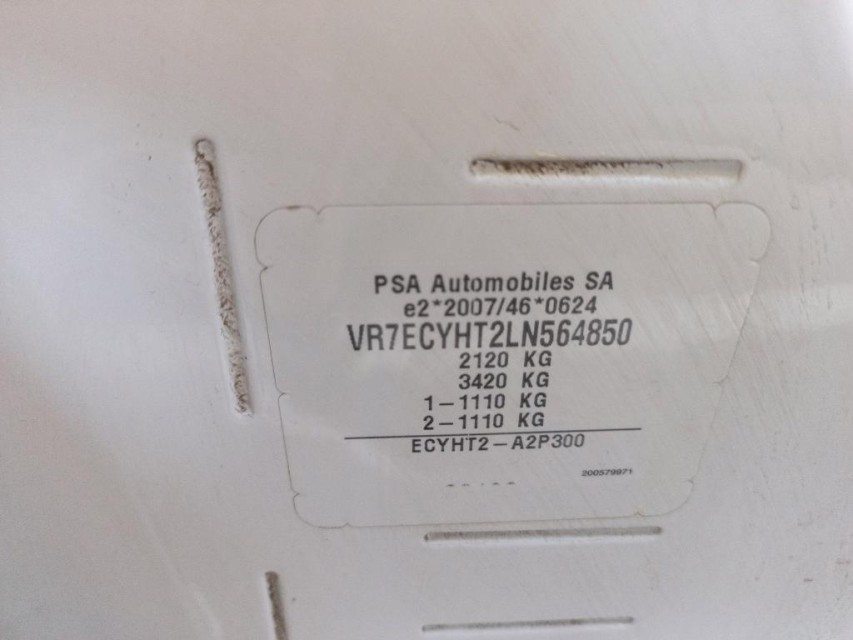 PSA Automobiles SA
e2*2007/46*0624
VR7ECYHT2LN564850
2120 KG
3420 KG
1-1110 KG
2-1110 KG
ECYHT2-A2P300
200579971